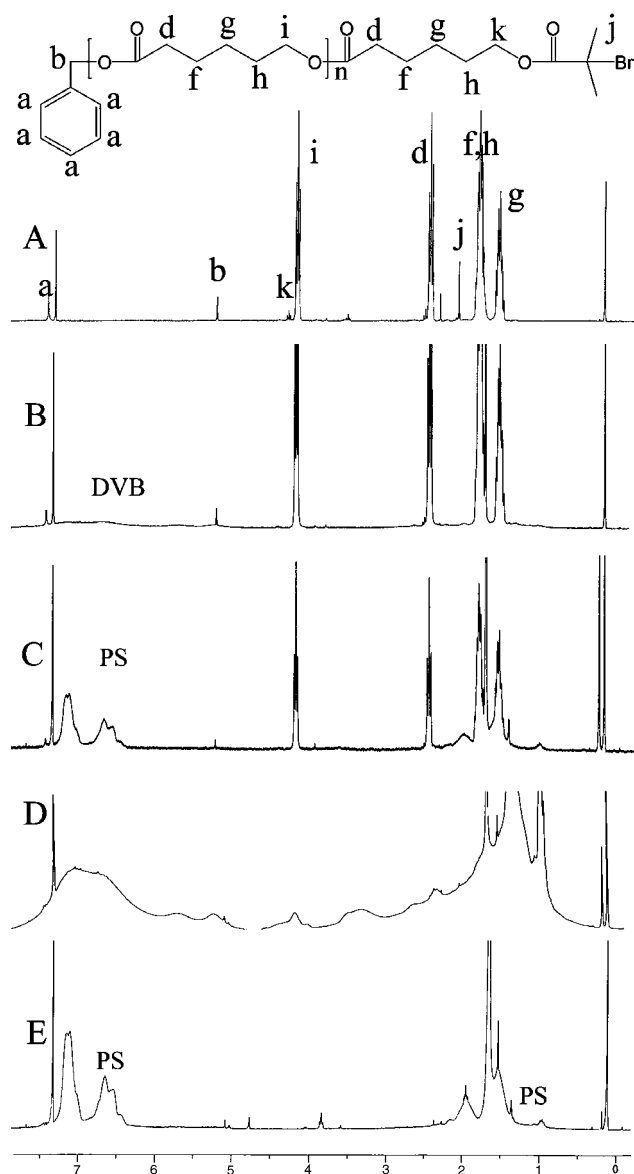 d g i d g k j
O O O
b O O O Br
f h n f h
a a
a a
a
i d f,h
g
A j
a b k
B
DVB
C PS
D
E
PS PS
7 6 5 4 3 2 1 0